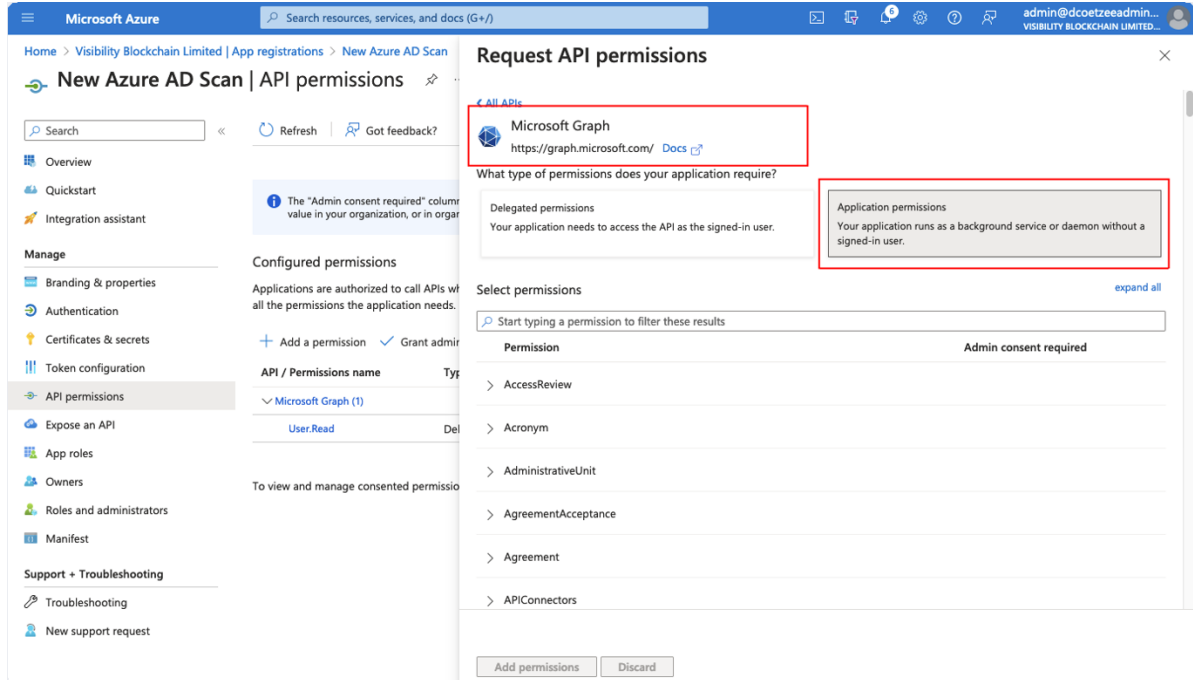 Microsoft Azure
Search resources, services, and docs (G+/)
6
admin@dcoetzeeadmin...
VISIBILITY BLOCKCHAIN LIMITED...
Home > Visibility Blockchain Limited | App registrations > New Azure AD Scan
New Azure AD Scan | API permissions
Search
Overview
Quickstart
Integration assistant
Manage
Branding & properties
Authentication
Certificates & secrets
Token configuration
API permissions
Expose an API
App roles
Owners
Roles and administrators
Manifest
Support + Troubleshooting
Troubleshooting
New support request
Refresh
Got feedback?
The "Admin consent required" column
value in your organization, or in organ
Configured permissions
Applications are authorized to call APIs wh
all the permissions the application needs.
Add a permission
Grant admin
API / Permissions name
Typ
Microsoft Graph (1)
User.Read
Del
To view and manage consented permissio
Request API permissions
All APIs
Microsoft Graph
https://graph.microsoft.com/ Docs
What type of permissions does your application require?
Delegated permissions
Your application needs to access the API as the signed-in user.
Application permissions
Your application runs as a background service or daemon without a
signed-in user.
Select permissions
expand all
Start typing a permission to filter these results
Permission
Admin consent required
AccessReview
Acronym
AdministrativeUnit
AgreementAcceptance
Agreement
APIConnectors
Add permissions
Discard